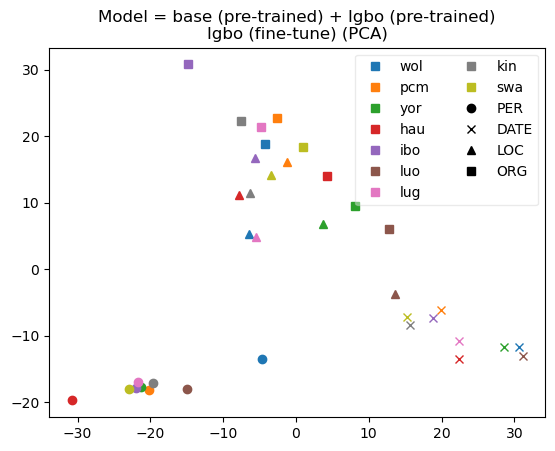 Model = base (pre-trained) + Igbo (pre-trained)
Igbo (fine-tune) (PCA)
wol
pcm
yor
hau
ibo
luo
lug
kin
swa
PER
DATE
LOC
ORG
30
20
10
0
−10
−20
−30
−20
−10
0
10
20
30